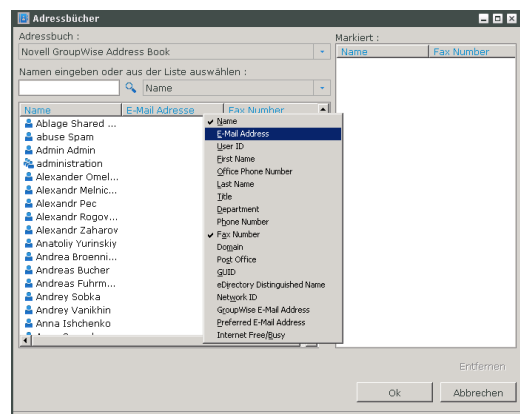 Adressbücher
Adressbuch :
Novell GroupWise Address Book
Namen eingeben oder aus der Liste auswählen :
Name
Name E-Mail Adresse Fax Number
Ablage Shared ...
abuse Spam
Admin Admin
administration
Alexander Omel...
Alexandr Melnic...
Alexandr Pec
Alexandr Rogov...
Alexandr Zaharov
Anatoliy Yurinskiy
Andrea Broenni...
Andreas Bucher
Andreas Fuhrm...
Andrey Sobka
Andrey Vanikhin
Anna Ishchenko
Name
E-Mail Address
User ID
First Name
Office Phone Number
Last Name
Title
Department
Phone Number
Fax Number
Domain
Post Office
GUID
eDirectory Distinguished Name
Network ID
GroupWise E-Mail Address
Preferred E-Mail Address
Internet Free/Busy
Markiert :
Name Fax Number
Entfernen
Ok Abbrechen